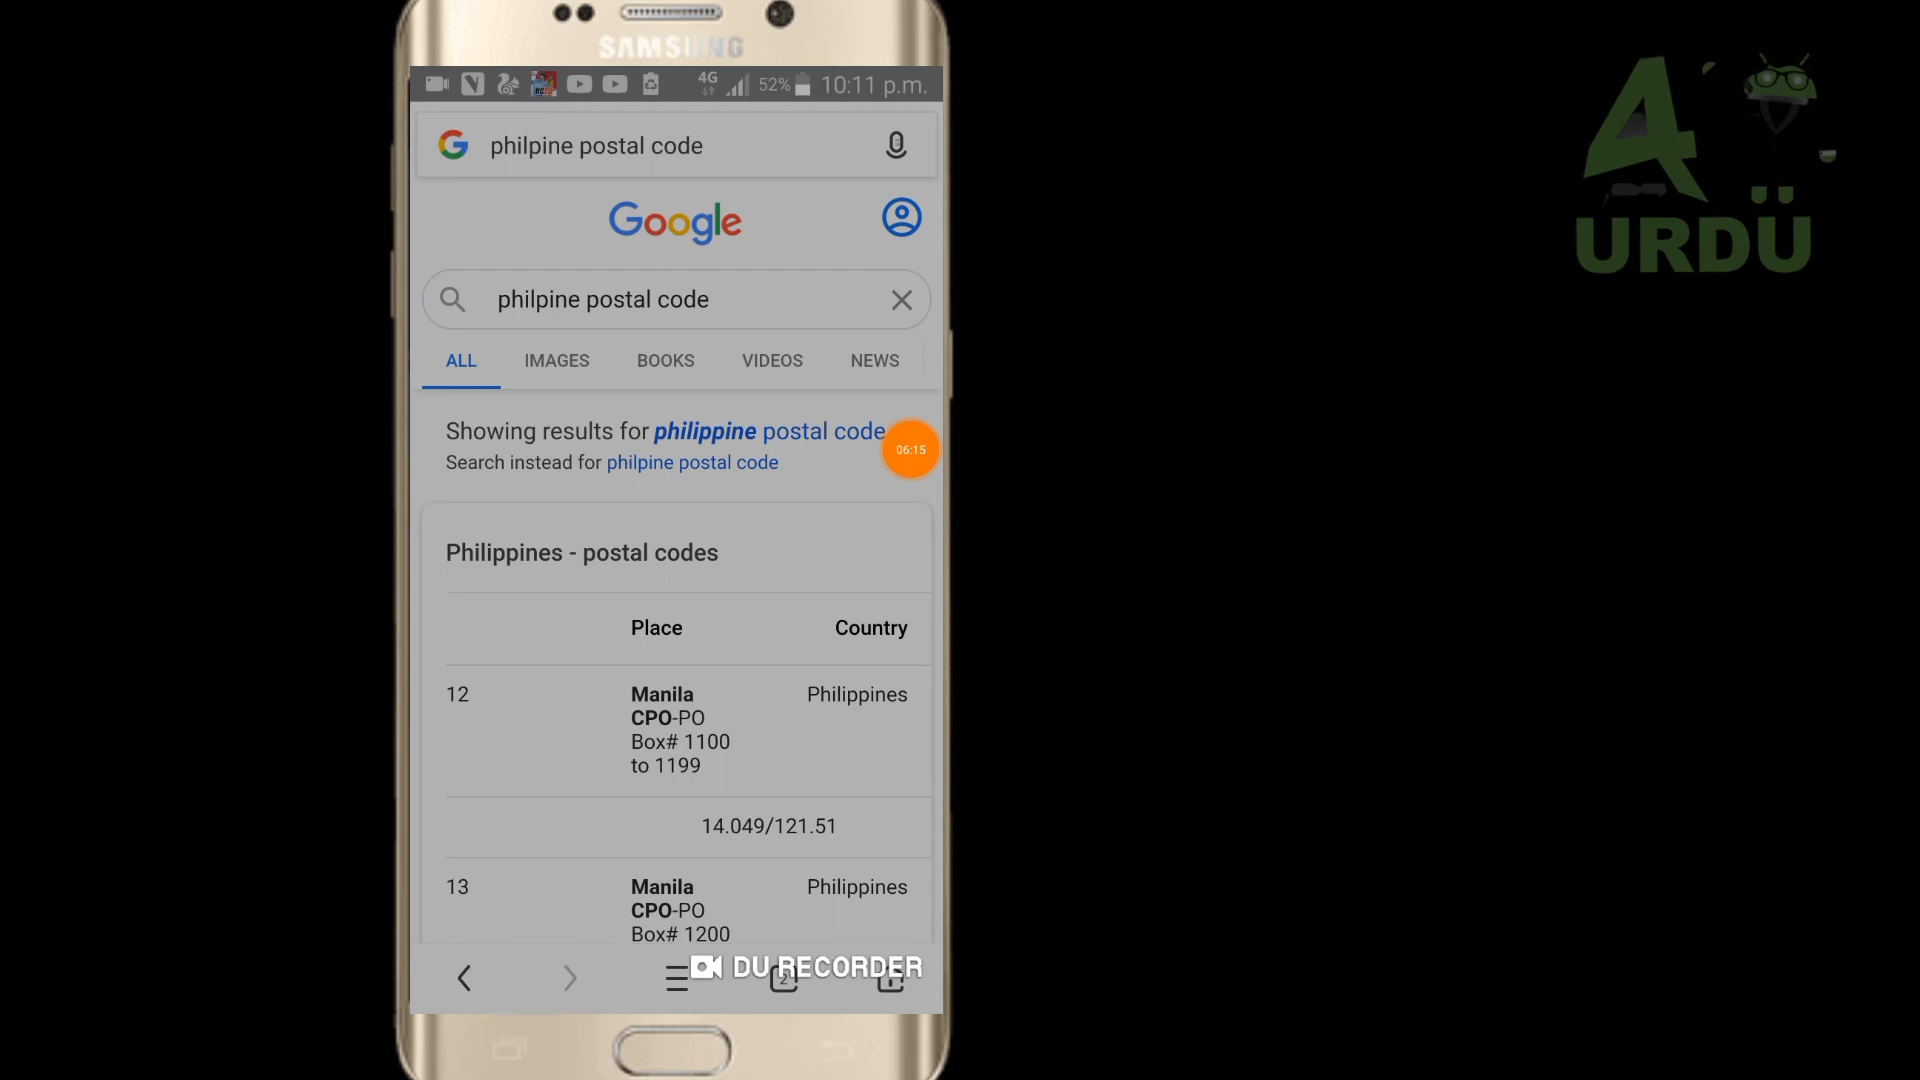 SAMSUNG
4G 52% 10:11 p.m.
philpine postal code
Google
philpine postal code
ALL IMAGES BOOKS VIDEOS NEWS
Showing results for philippine postal code
Search instead for philpine postal code
06:15
Philippines - postal codes
Place Country
12 Manila Philippines
CPO-PO
Box# 1100
to 1199
14.049/121.51
13 Manila Philippines
CPO-PO
Box# 1200
2
DU RECORDER
4
URDÜ